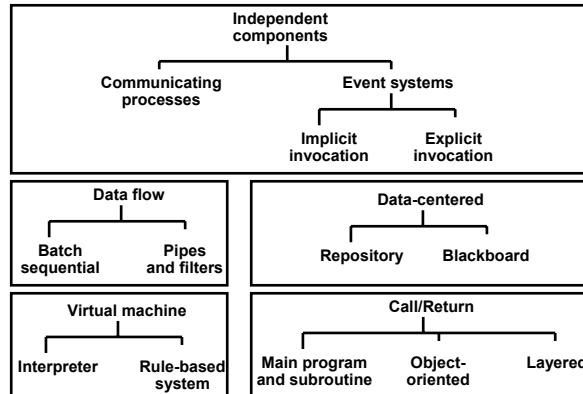 Independent
components
Communicating
processes
Event systems
Implicit
invocation
Explicit
invocation
Data flow
Batch
sequential
Pipes
and filters
Data-centered
Repository
Blackboard
Virtual machine
Interpreter
Rule-based
system
Call/Return
Main program
and subroutine
Object-
oriented
Layered